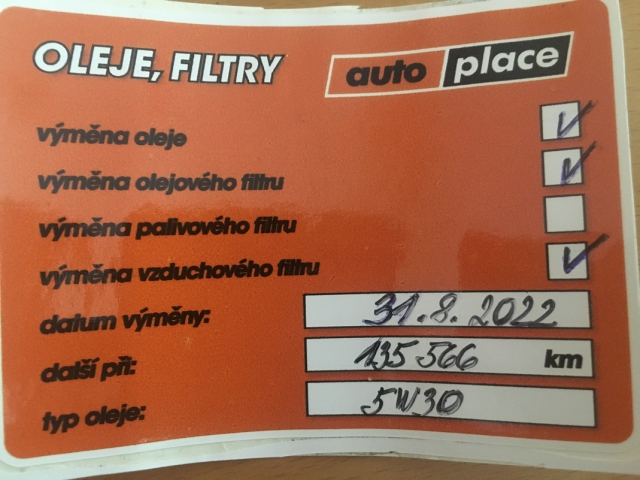 OLEJE, FILTRY auto place
výměna oleje ✓
výměna olejového filtru ✓
výměna palivového filtru
výměna vzduchového filtru ✓
datum výměny: 31.8.2022
další při: 135 566 km
typ oleje: 5W30